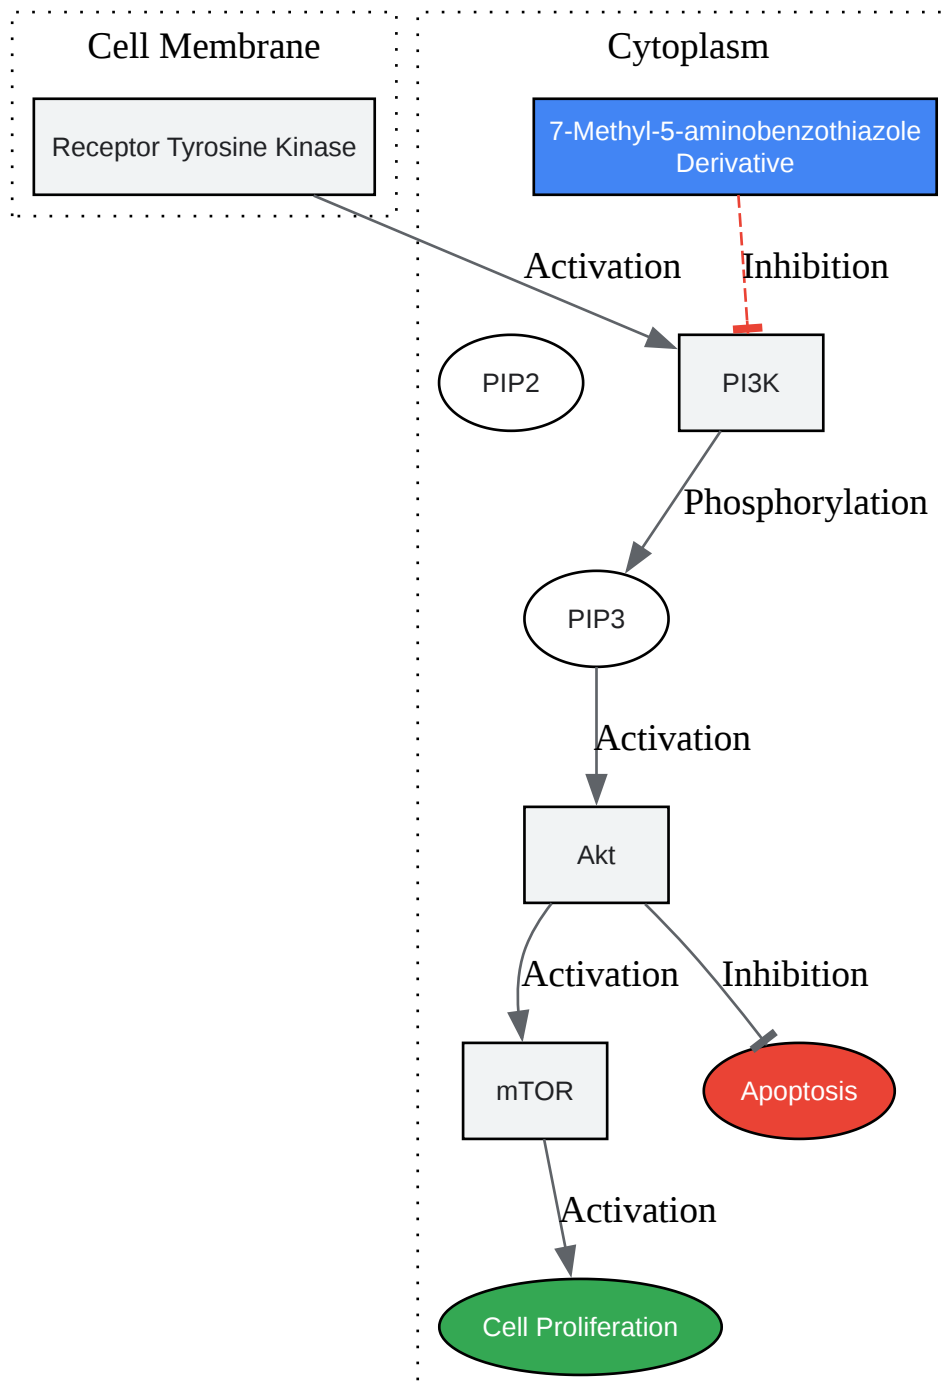 Cell Membrane
Cytoplasm
Receptor Tyrosine Kinase
7-Methyl-5-aminobenzothiazole
Derivative
Activation
Inhibition
PIP2
PI3K
Phosphorylation
PIP3
Activation
Akt
Activation
Inhibition
mTOR
Apoptosis
Activation
Cell Proliferation